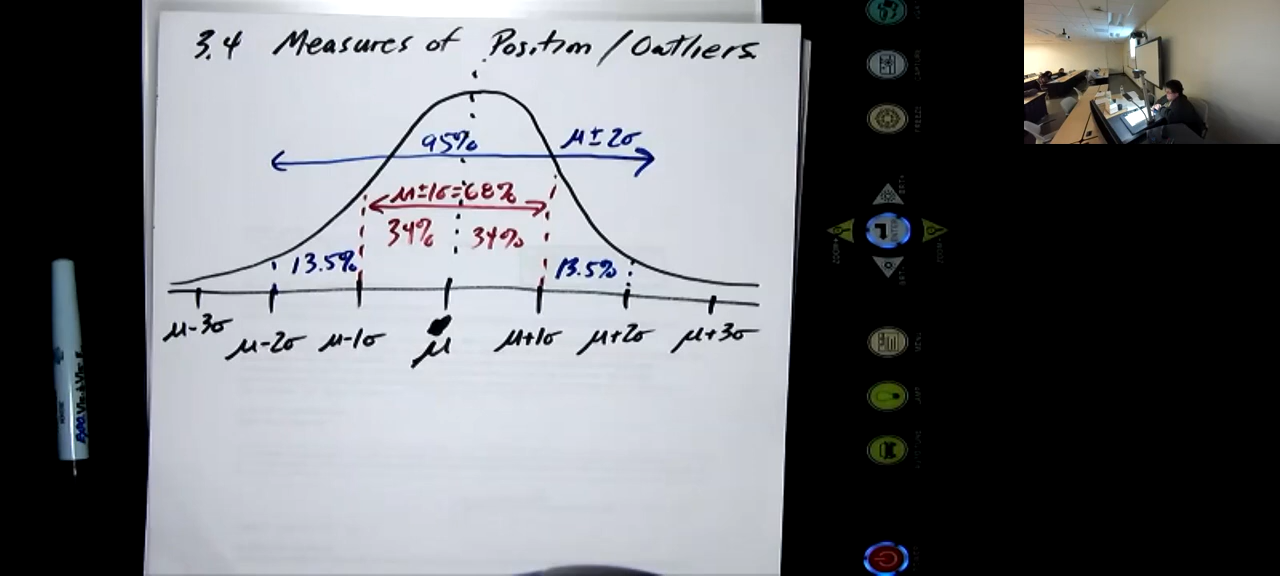 3.4 Measures of Position / Outliers
95%
μ±2σ
μ±1σ=68%
34%
34%
13.5%
13.5%
μ-3σ
μ-2σ
μ-1σ
μ
μ+1σ
μ+2σ
μ+3σ
EXPO